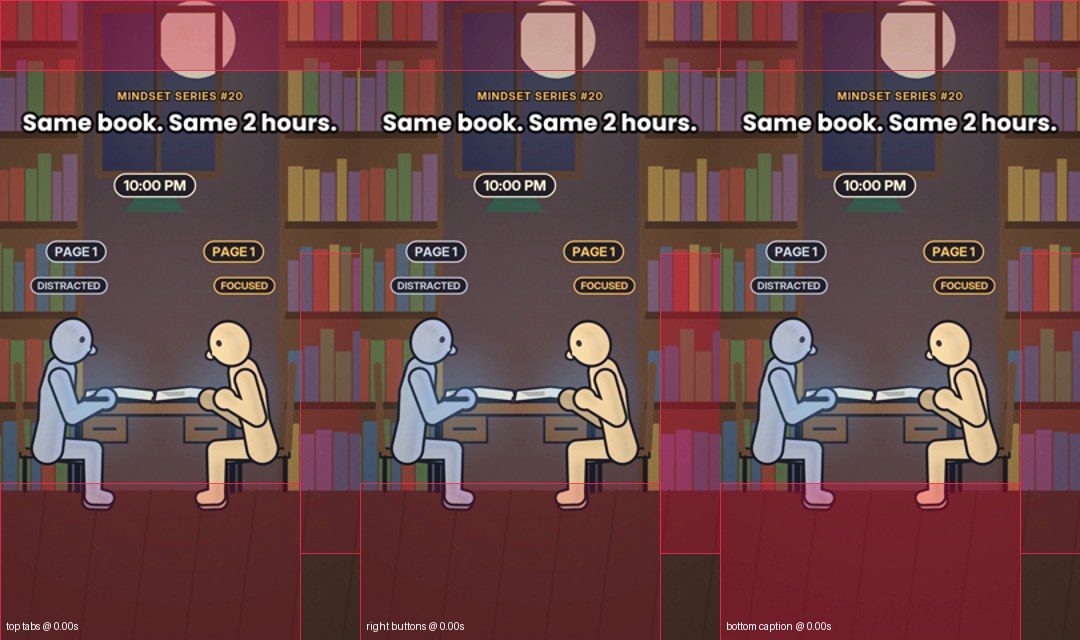 MINDSET SERIES #20
Same book. Same 2 hours.
10:00 PM
PAGE 1
PAGE 1
DISTRACTED
FOCUSED
top tabs @ 0.00s
MINDSET SERIES #20
Same book. Same 2 hours.
10:00 PM
PAGE 1
PAGE 1
DISTRACTED
FOCUSED
right buttons @ 0.00s
MINDSET SERIES #20
Same book. Same 2 hours.
10:00 PM
PAGE 1
PAGE 1
DISTRACTED
FOCUSED
bottom caption @ 0.00s